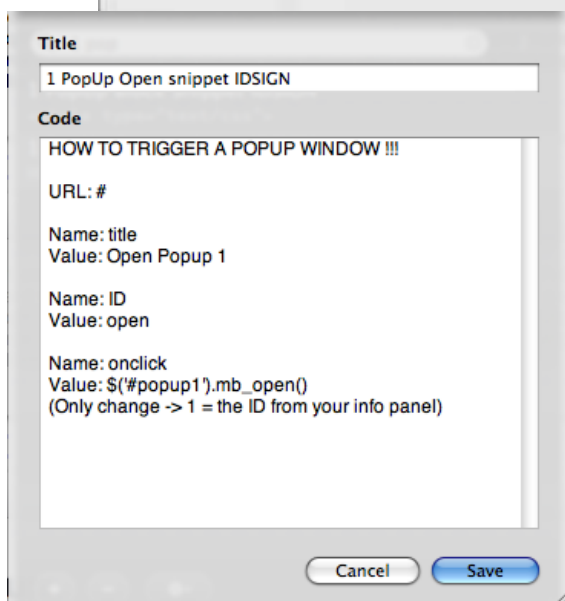 Title
1 PopUp Open snippet IDSIGN
Code
HOW TO TRIGGER A POPUP WINDOW !!!
URL: #
Name: title
Value: Open Popup 1
Name: ID
Value: open
Name: onclick
Value: $('#popup1').mb_open()
(Only change -> 1 = the ID from your info panel)
Cancel
Save